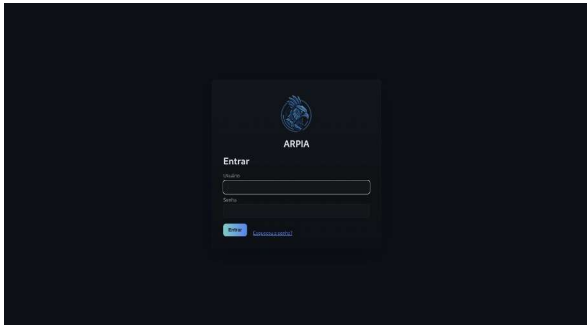 ARPIA
Entrar
Usuário
Senha
Entrar
Esqueceu a senha?